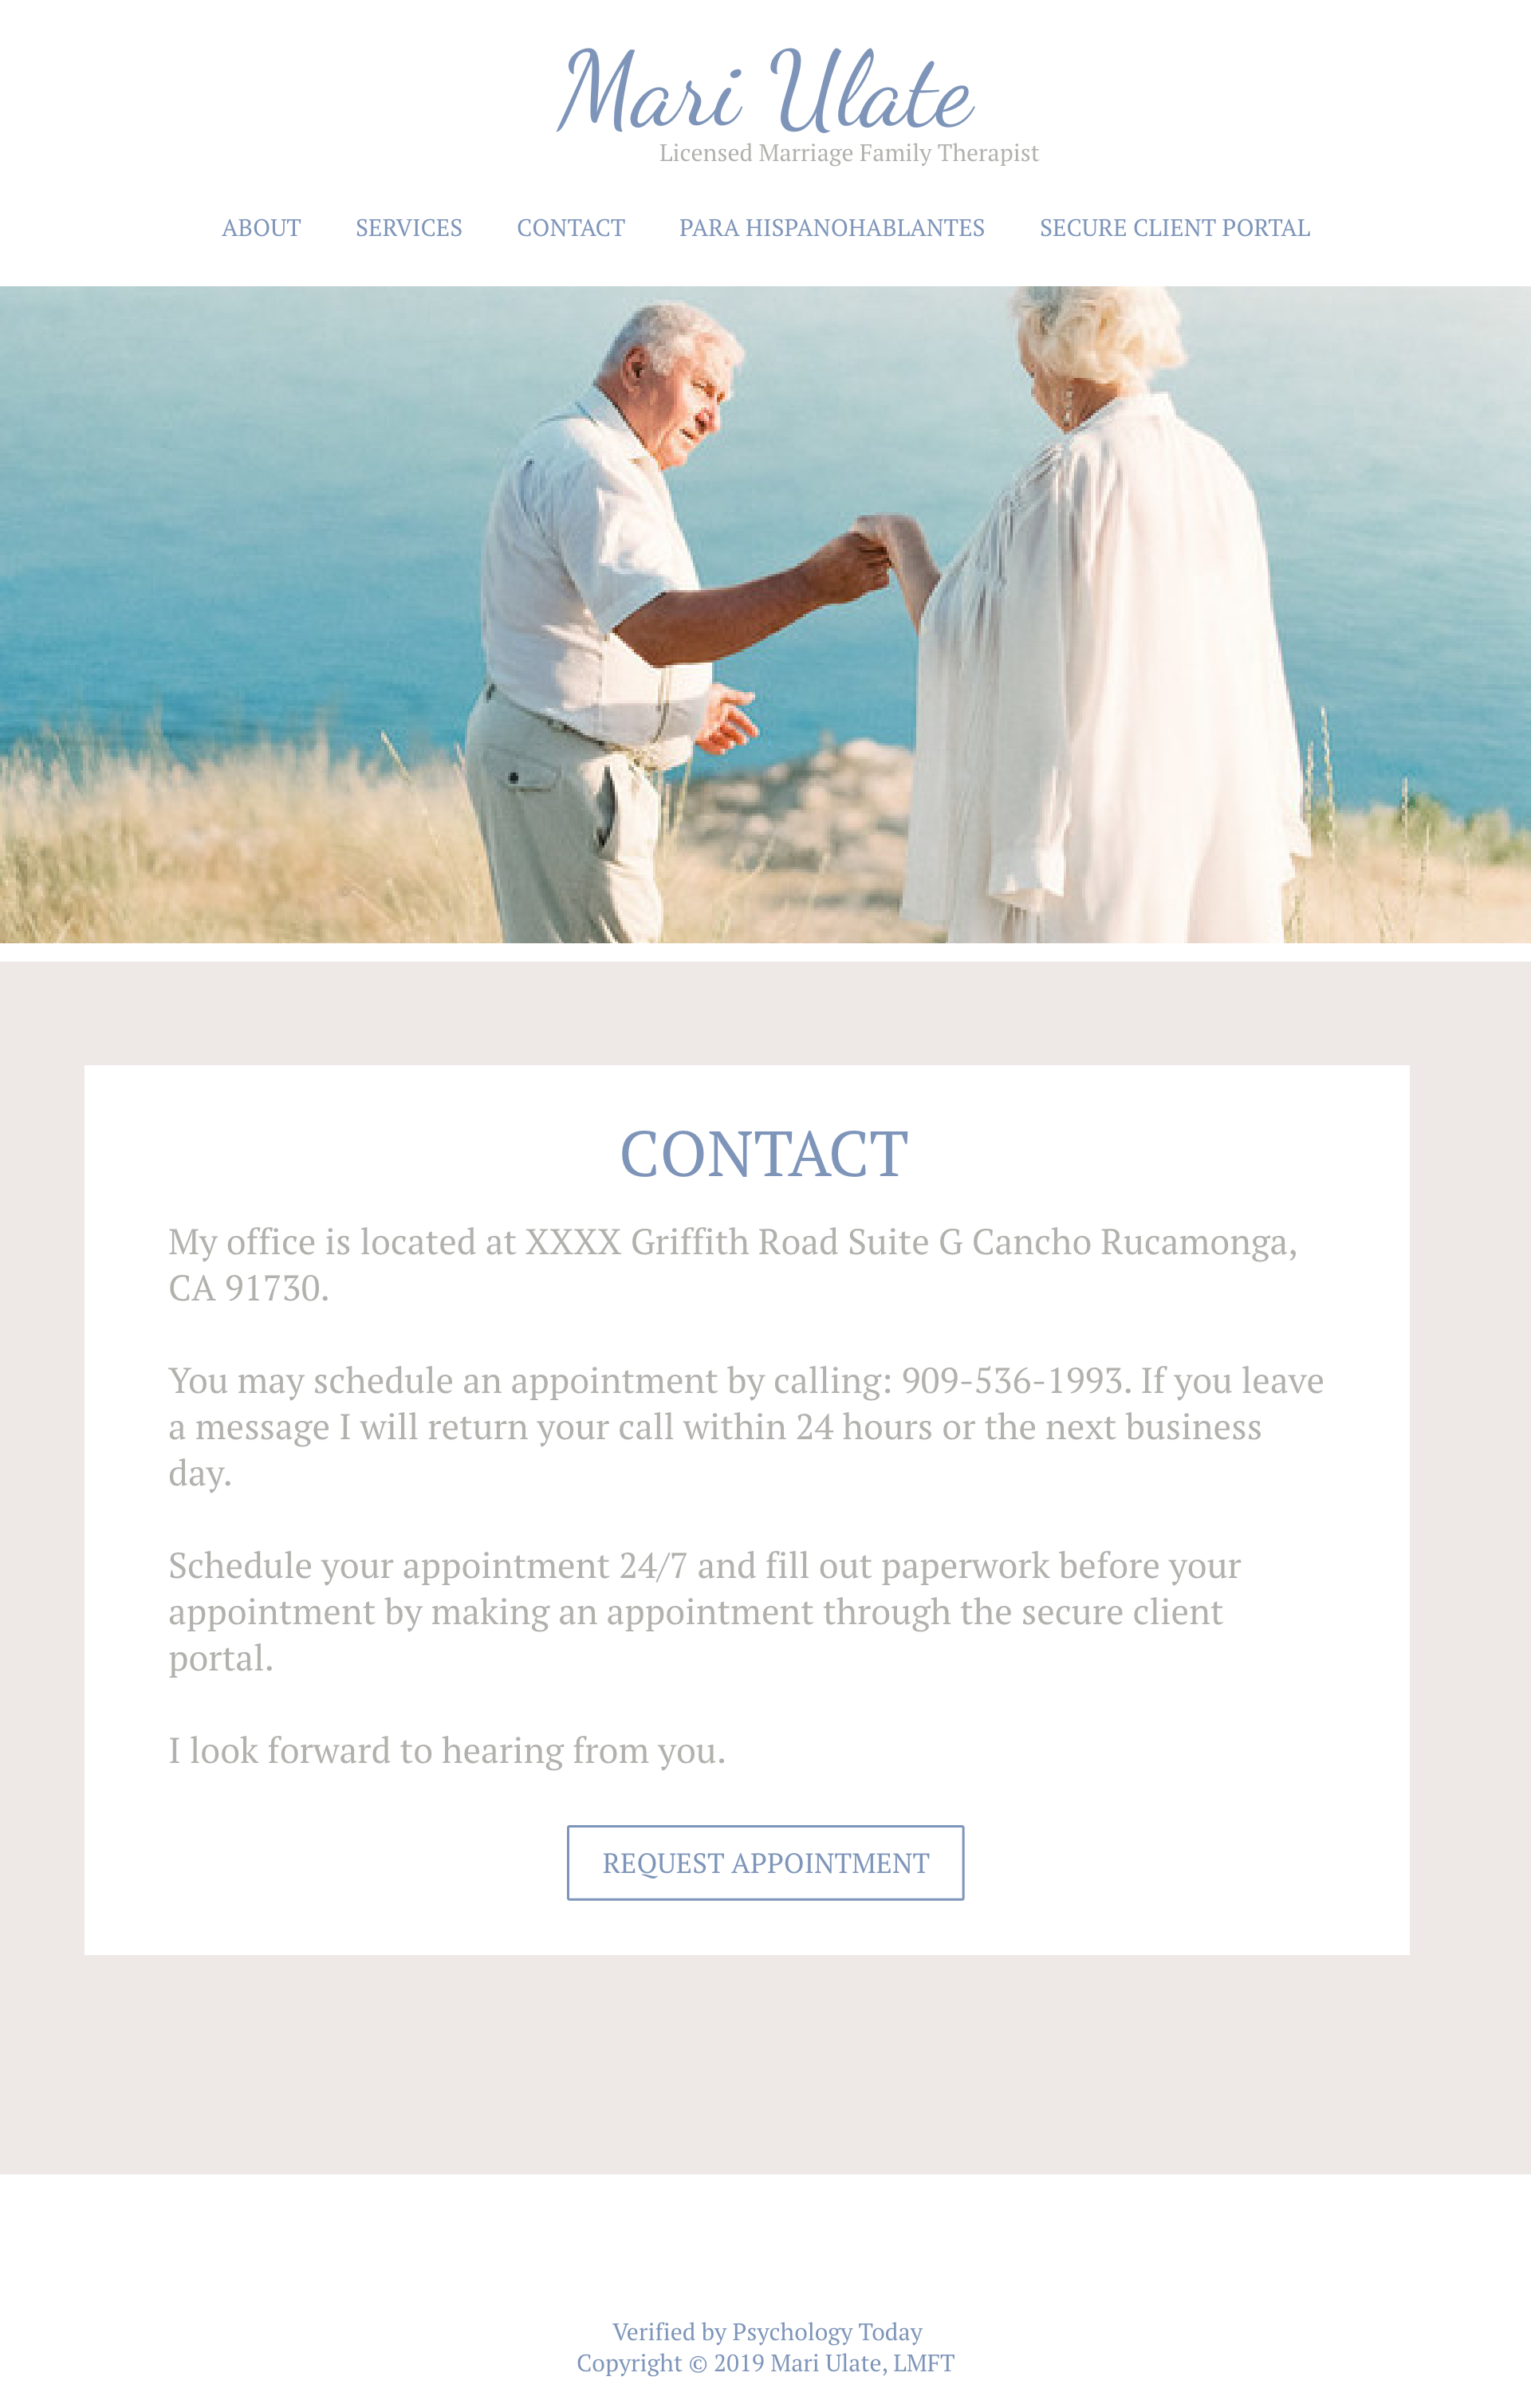 Mari Ulate
Licensed Marriage Family Therapist
ABOUT SERVICES CONTACT PARA HISPANOHABLANTES SECURE CLIENT PORTAL
CONTACT
My office is located at XXXX Griffith Road Suite G Cancho Rucamonga,
CA 91730.
You may schedule an appointment by calling: 909-536-1993. If you leave
a message I will return your call within 24 hours or the next business
day.
Schedule your appointment 24/7 and fill out paperwork before your
appointment by making an appointment through the secure client
portal.
I look forward to hearing from you.
REQUEST APPOINTMENT
Verified by Psychology Today
Copyright © 2019 Mari Ulate, LMFT